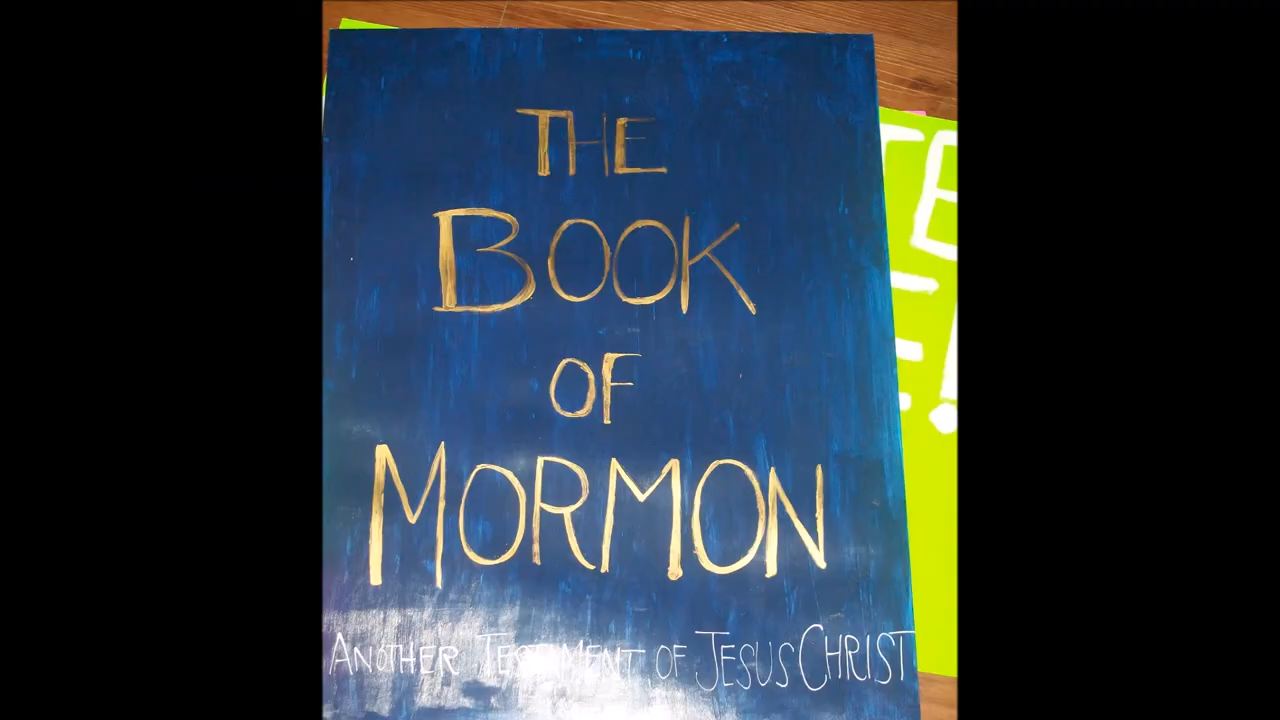 THE
BOOK
OF
MORMON
ANOTHER TESTAMENT OF JESUS CHRIST